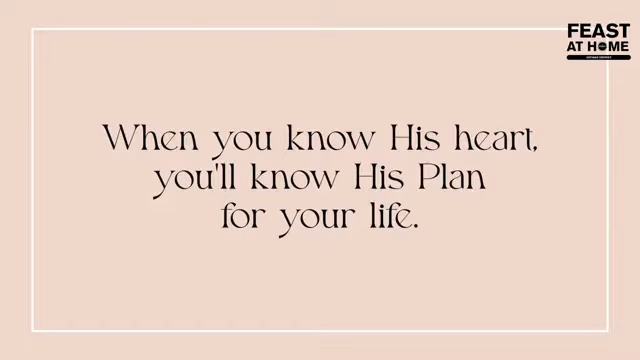 FEAST
AT HOME
When you know His heart,
you'll know His Plan
for your life.